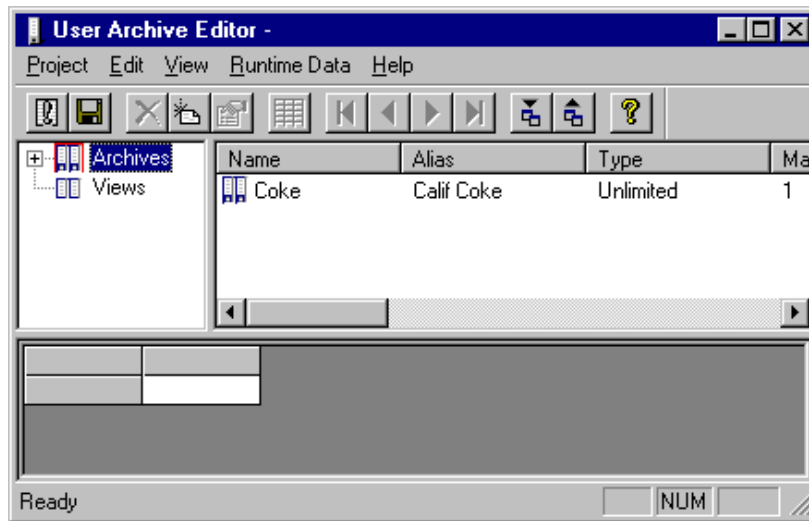 User Archive Editor -
Project Edit View Runtime Data Help
Archives
Views
Name Alias Type Ma
Coke Calif Coke Unlimited 1
Ready NUM